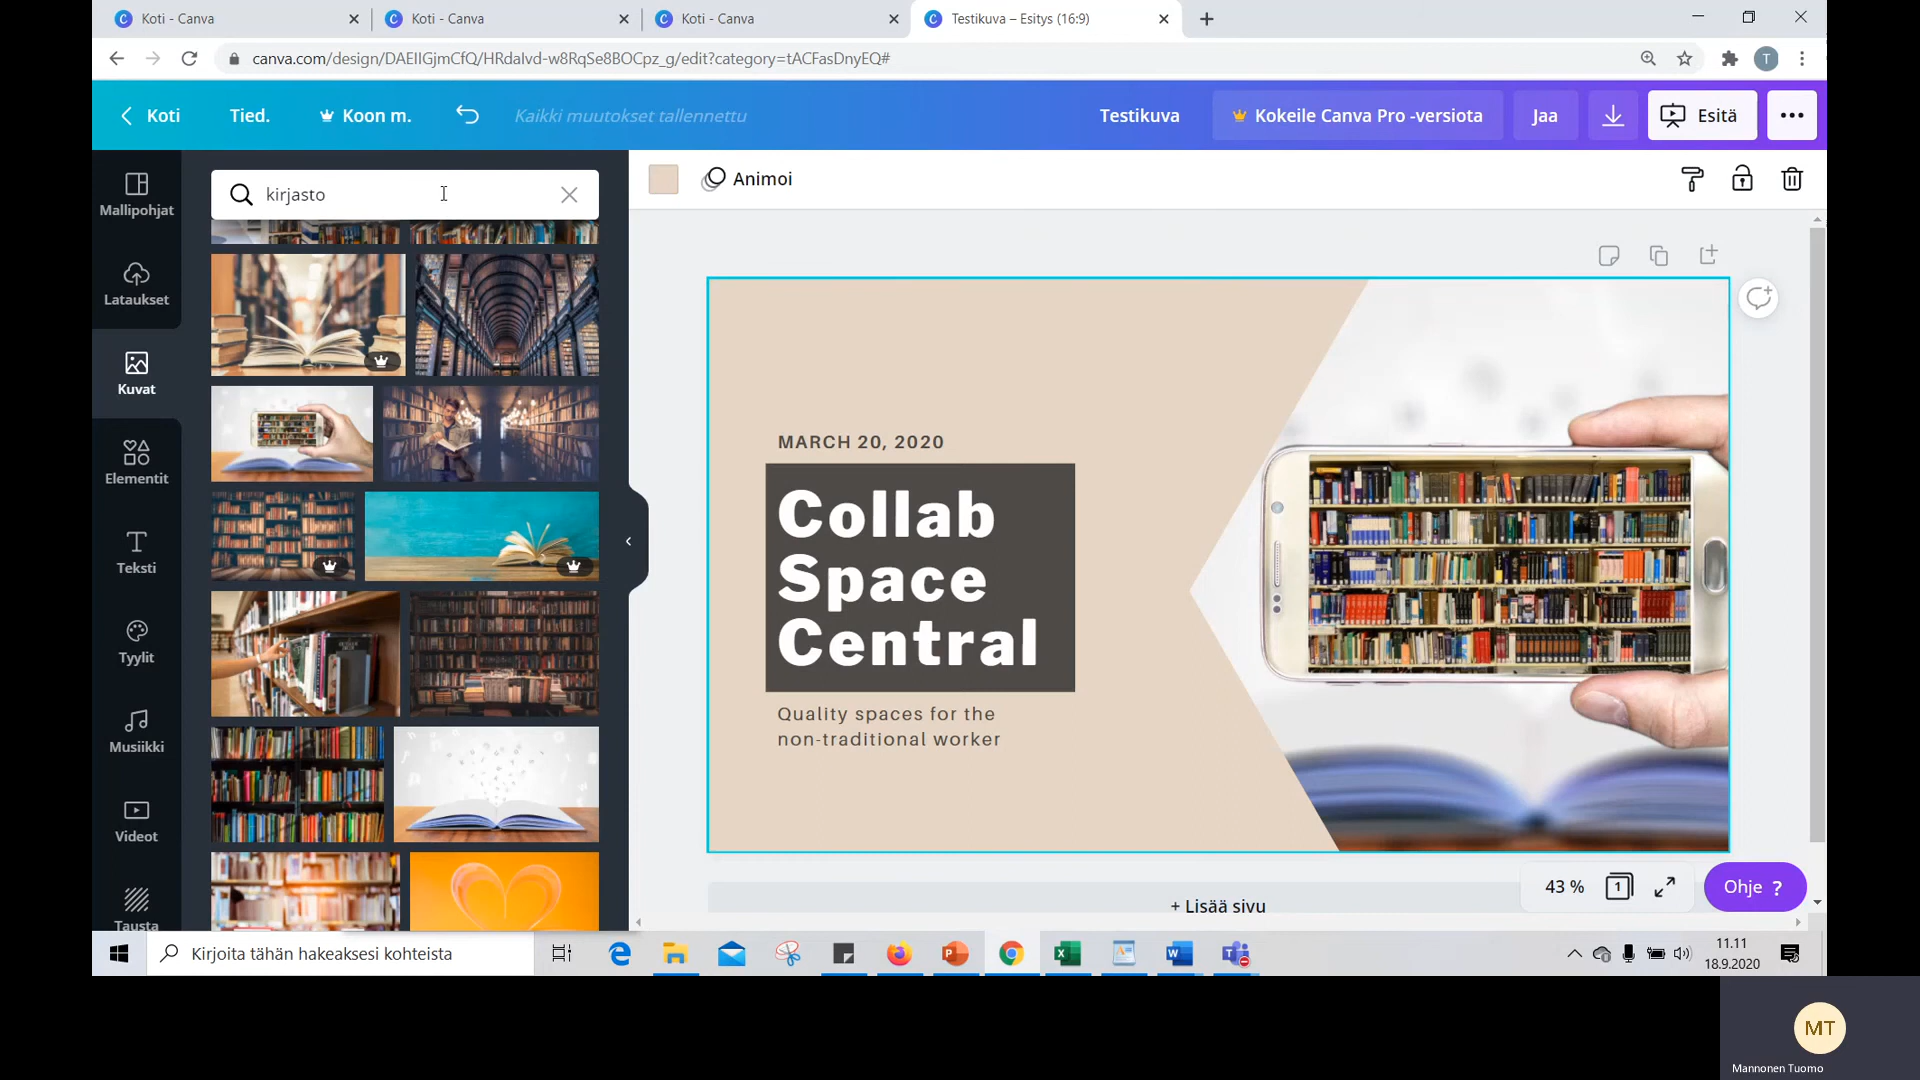 Koti - Canva
Koti - Canva
Koti - Canva
Testikuva – Esitys (16:9)
canva.com/design/DAEIIGjmCfQ/HRdalvd-w8RqSe8BOCpz_g/edit?category=tACFasDnyEQ#
T
Koti
Tied.
Koon m.
Kaikki muutokset tallennettu
Testikuva
Kokeile Canva Pro -versiota
Jaa
Esitä
Mallipohjat
Lataukset
Kuvat
Elementit
Teksti
Tyylit
Musiikki
Videot
Tausta
kirjasto
Animoi
MARCH 20, 2020
Collab
Space
Central
Quality spaces for the
non-traditional worker
+ Lisää sivu
43 %
1
Ohje ?
Kirjoita tähän hakeaksesi kohteista
11.11
18.9.2020
MT
Mannonen Tuomo